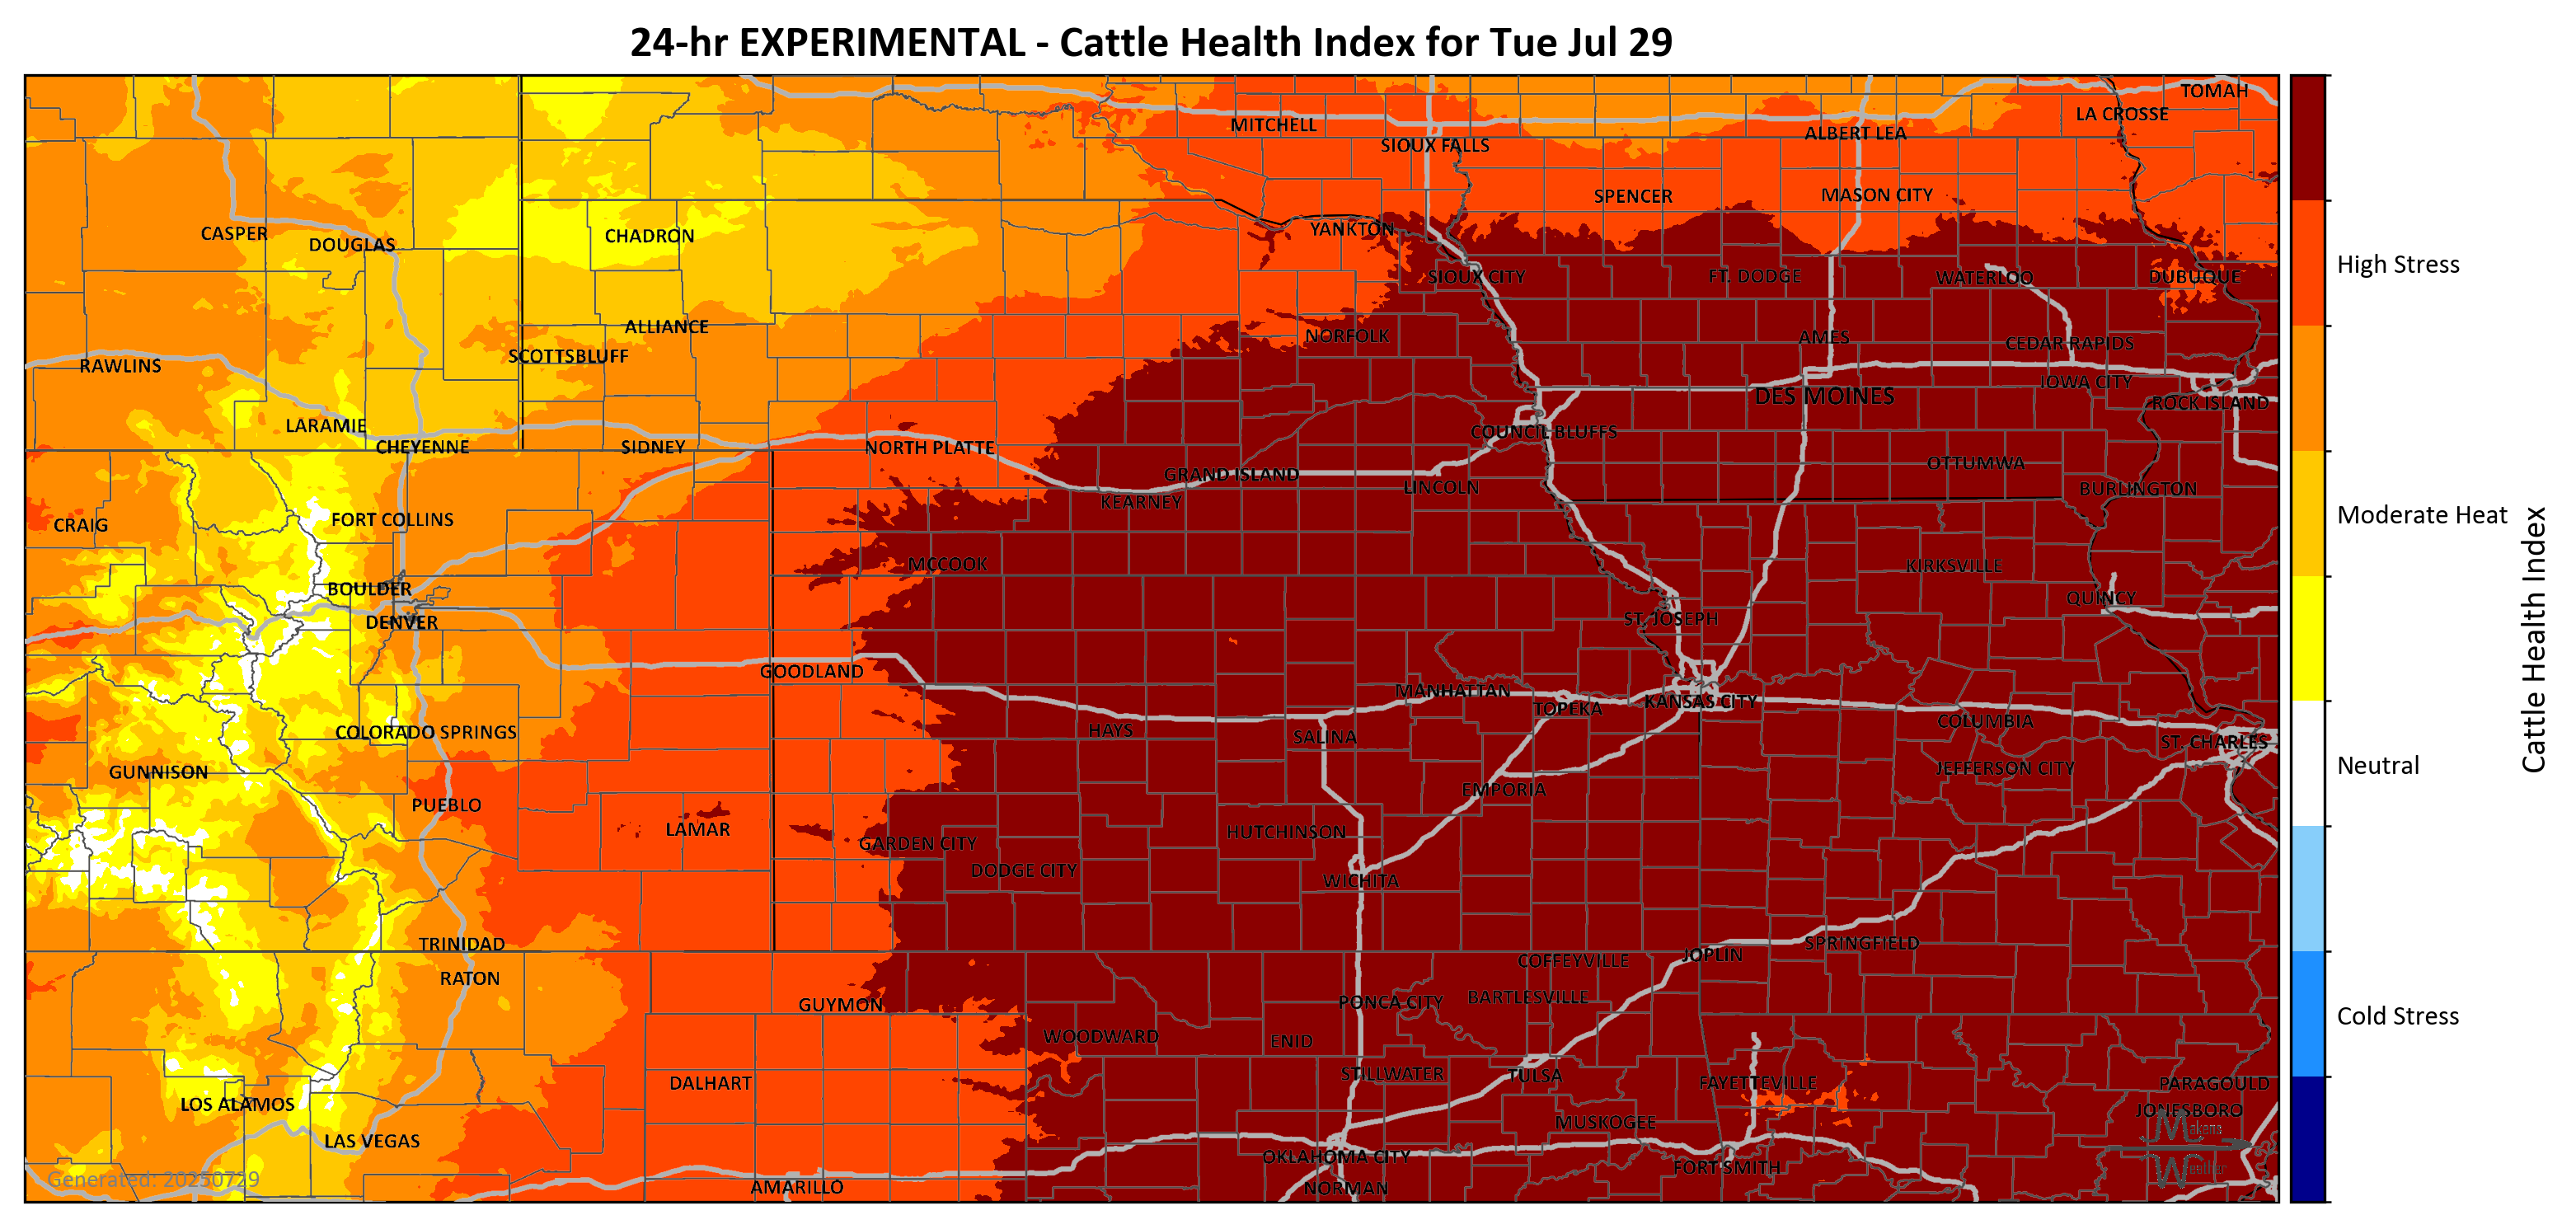 24-hr EXPERIMENTAL - Cattle Health Index for Tue Jul 29
TOMAH
LA CROSSE
MITCHELL
ALBERT LEA
SIOUX FALLS
SPENCER
MASON CITY
CASPER
DOUGLAS
CHADRON
YANKTON
SIOUX CITY
FT. DODGE
WATERLOO
DUBUQUE
High Stress
ALLIANCE
NORFOLK
AMES
CEDAR RAPIDS
SCOTTSBLUFF
RAWLINS
IOWA CITY
DES MOINES
ROCK ISLAND
LARAMIE
COUNCIL BLUFFS
CHEYENNE
SIDNEY
NORTH PLATTE
OTTUMWA
GRAND ISLAND
LINCOLN
BURLINGTON
KEARNEY
Moderate Heat
CRAIG
FORT COLLINS
MCCOOK
KIRKSVILLE
BOULDER
QUINCY
DENVER
ST. JOSEPH
Cattle Health Index
GOODLAND
MANHATTAN
KANSAS CITY
TOPEKA
COLUMBIA
COLORADO SPRINGS
HAYS
SALINA
ST. CHARLES
GUNNISON
JEFFERSON CITY
Neutral
EMPORIA
PUEBLO
LAMAR
HUTCHINSON
GARDEN CITY
DODGE CITY
WICHITA
TRINIDAD
SPRINGFIELD
JOPLIN
COFFEYVILLE
RATON
BARTLESVILLE
GUYMON
PONCA CITY
Cold Stress
WOODWARD
ENID
STILLWATER
TULSA
DALHART
FAYETTEVILLE
PARAGOULD
LOS ALAMOS
JONESBORO
MUSKOGEE
LAS VEGAS
OKLAHOMA CITY
FORT SMITH
Weather
Generated: 20250729
AMARILLO
NORMAN